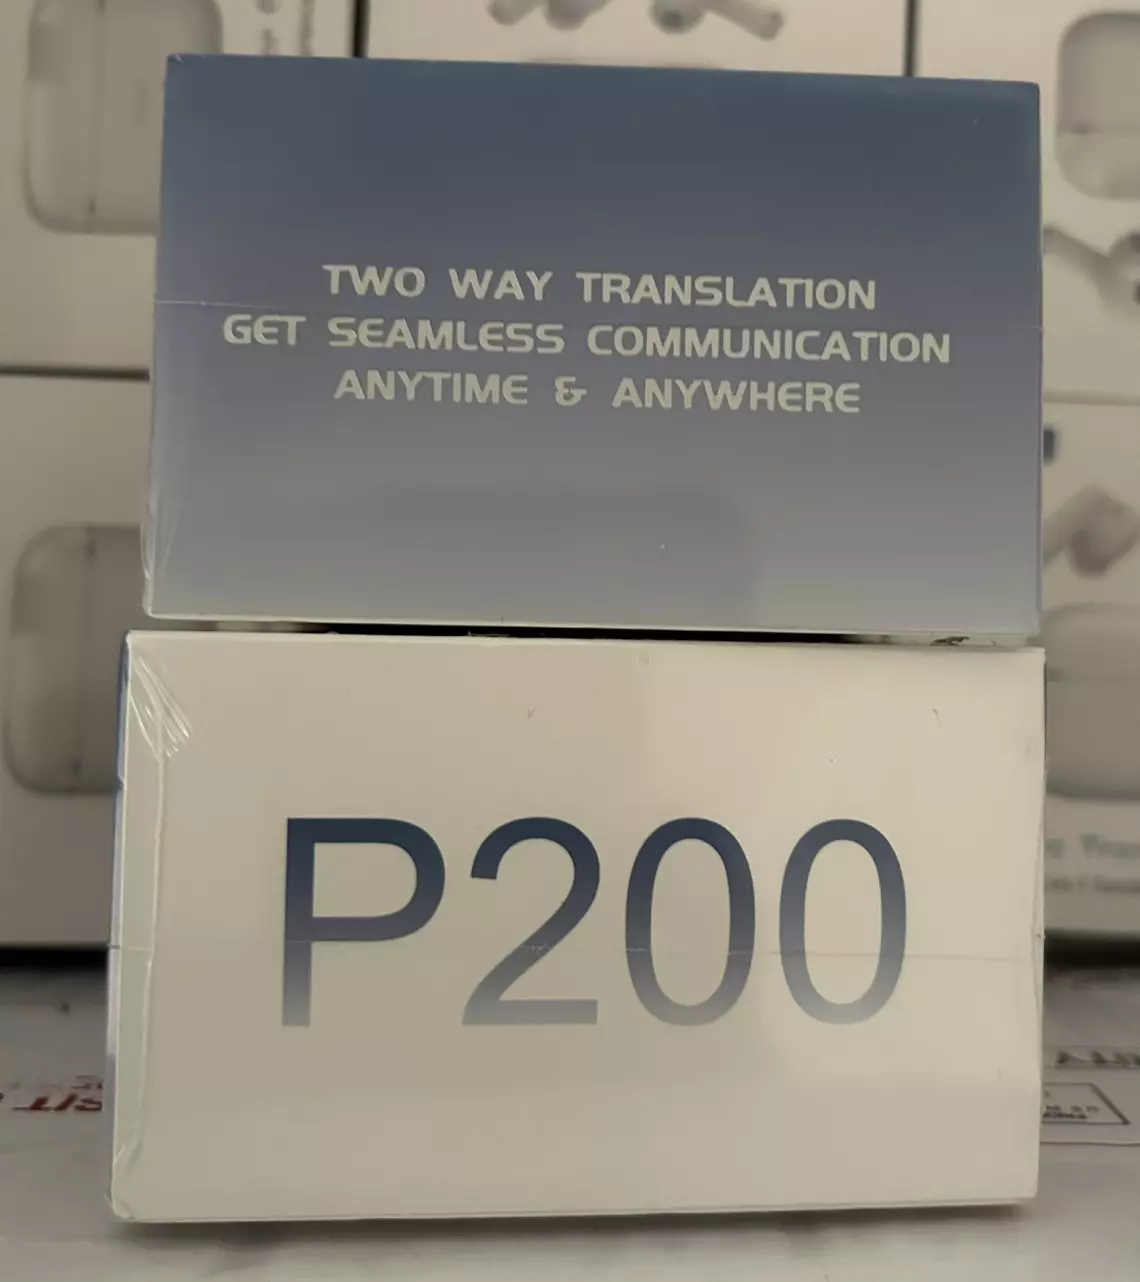 TWO WAY TRANSLATION
GET SEAMLESS COMMUNICATION
ANYTIME & ANYWHERE
P200